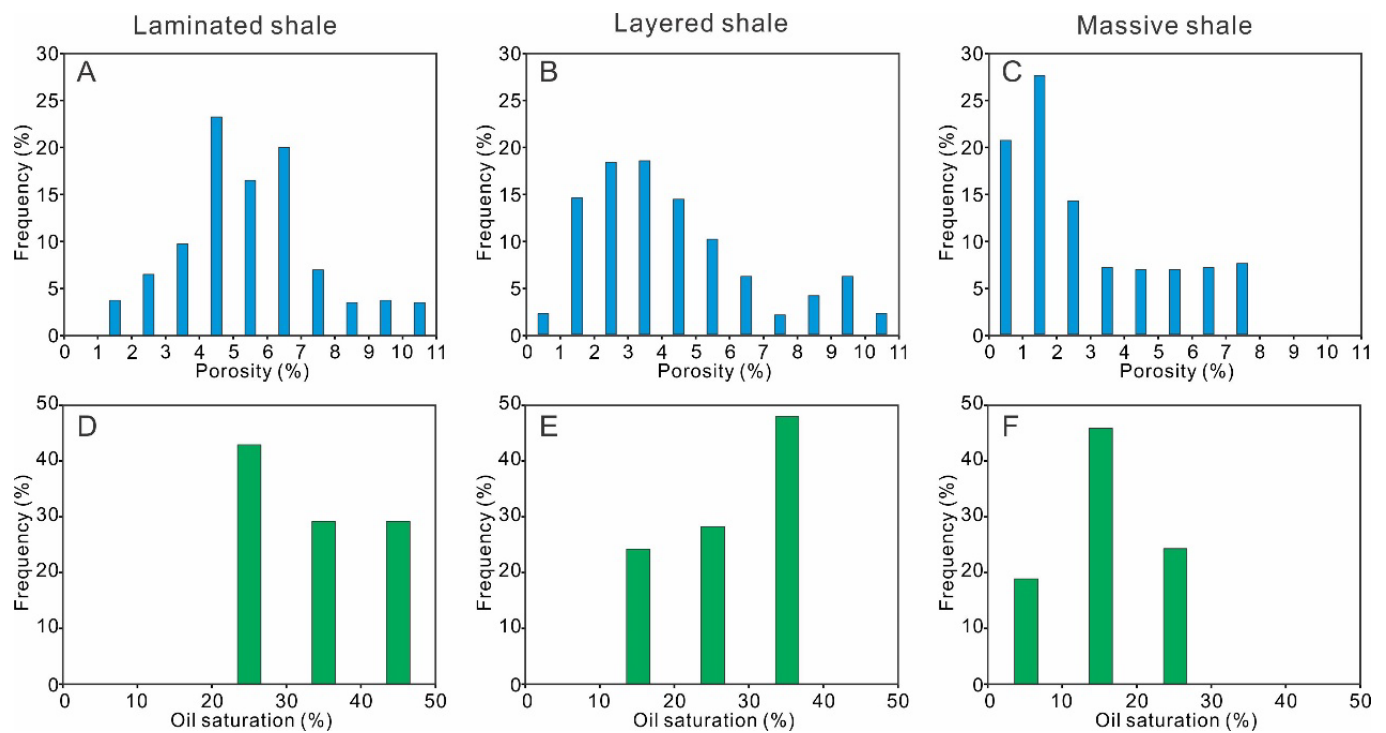 Laminated shale
Layered shale
Massive shale
A
30
25
20
15
10
5
0
Frequency (%)
0 1 2 3 4 5 6 7 8 9 10 11
Porosity (%)
B
30
25
20
15
10
5
0
Frequency (%)
0 1 2 3 4 5 6 7 8 9 10 11
Porosity (%)
C
30
25
20
15
10
5
0
Frequency (%)
0 1 2 3 4 5 6 7 8 9 10 11
Porosity (%)
D
50
40
30
20
10
0
Frequency (%)
0 10 20 30 40 50
Oil saturation (%)
E
50
40
30
20
10
0
Frequency (%)
0 10 20 30 40 50
Oil saturation (%)
F
50
40
30
20
10
0
Frequency (%)
0 10 20 30 40 50
Oil saturation (%)